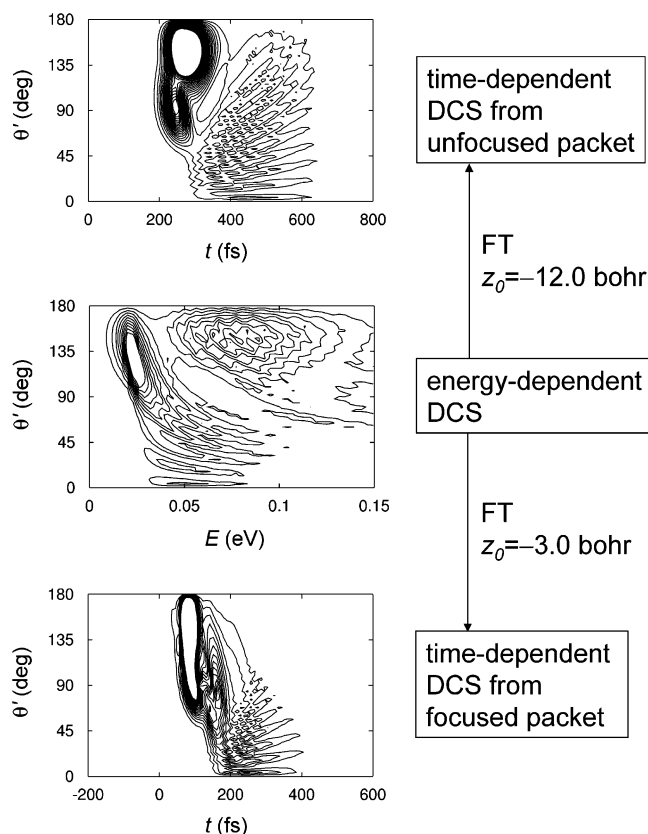 180
135
90
45
0
θ′ (deg)
0 200 400 600 800
t (fs)
time-dependent
DCS from
unfocused packet
FT
z0=−12.0 bohr
180
135
90
45
0
θ′ (deg)
0 0.05 0.1 0.15
E (eV)
energy-dependent
DCS
FT
z0=−3.0 bohr
180
135
90
45
0
θ′ (deg)
-200 0 200 400 600
t (fs)
time-dependent
DCS from
focused packet